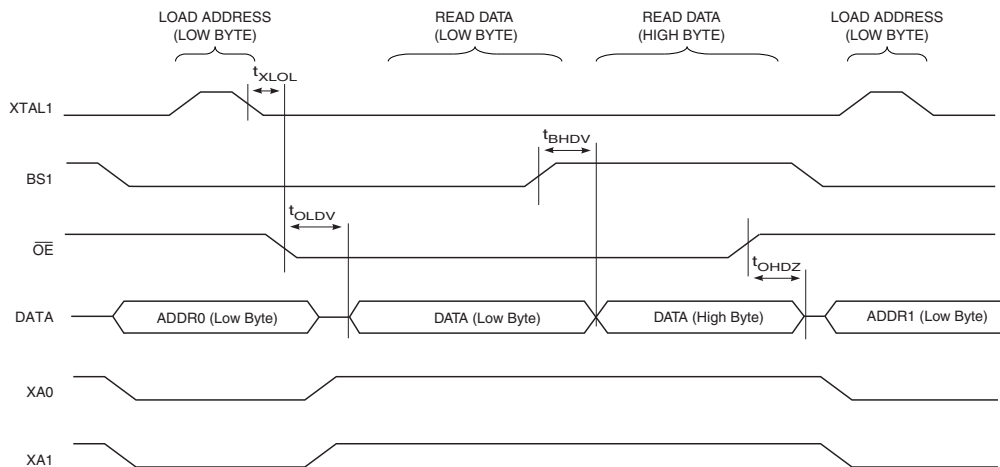 LOAD ADDRESS
(LOW BYTE)
READ DATA
(LOW BYTE)
READ DATA
(HIGH BYTE)
LOAD ADDRESS
(LOW BYTE)
tXLOL
XTAL1
tBHDV
BS1
tOLDV
OE
tOHDZ
DATA
ADDR0 (Low Byte)
DATA (Low Byte)
DATA (High Byte)
ADDR1 (Low Byte)
XA0
XA1